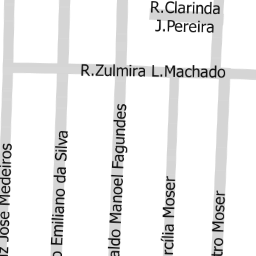 R.Clarinda
J.Pereira
R.Zulmira L.Machado
z José Medeiros
o Emiliano da Silva
aldo Manoel Fagundes
rcília Moser
tro Moser